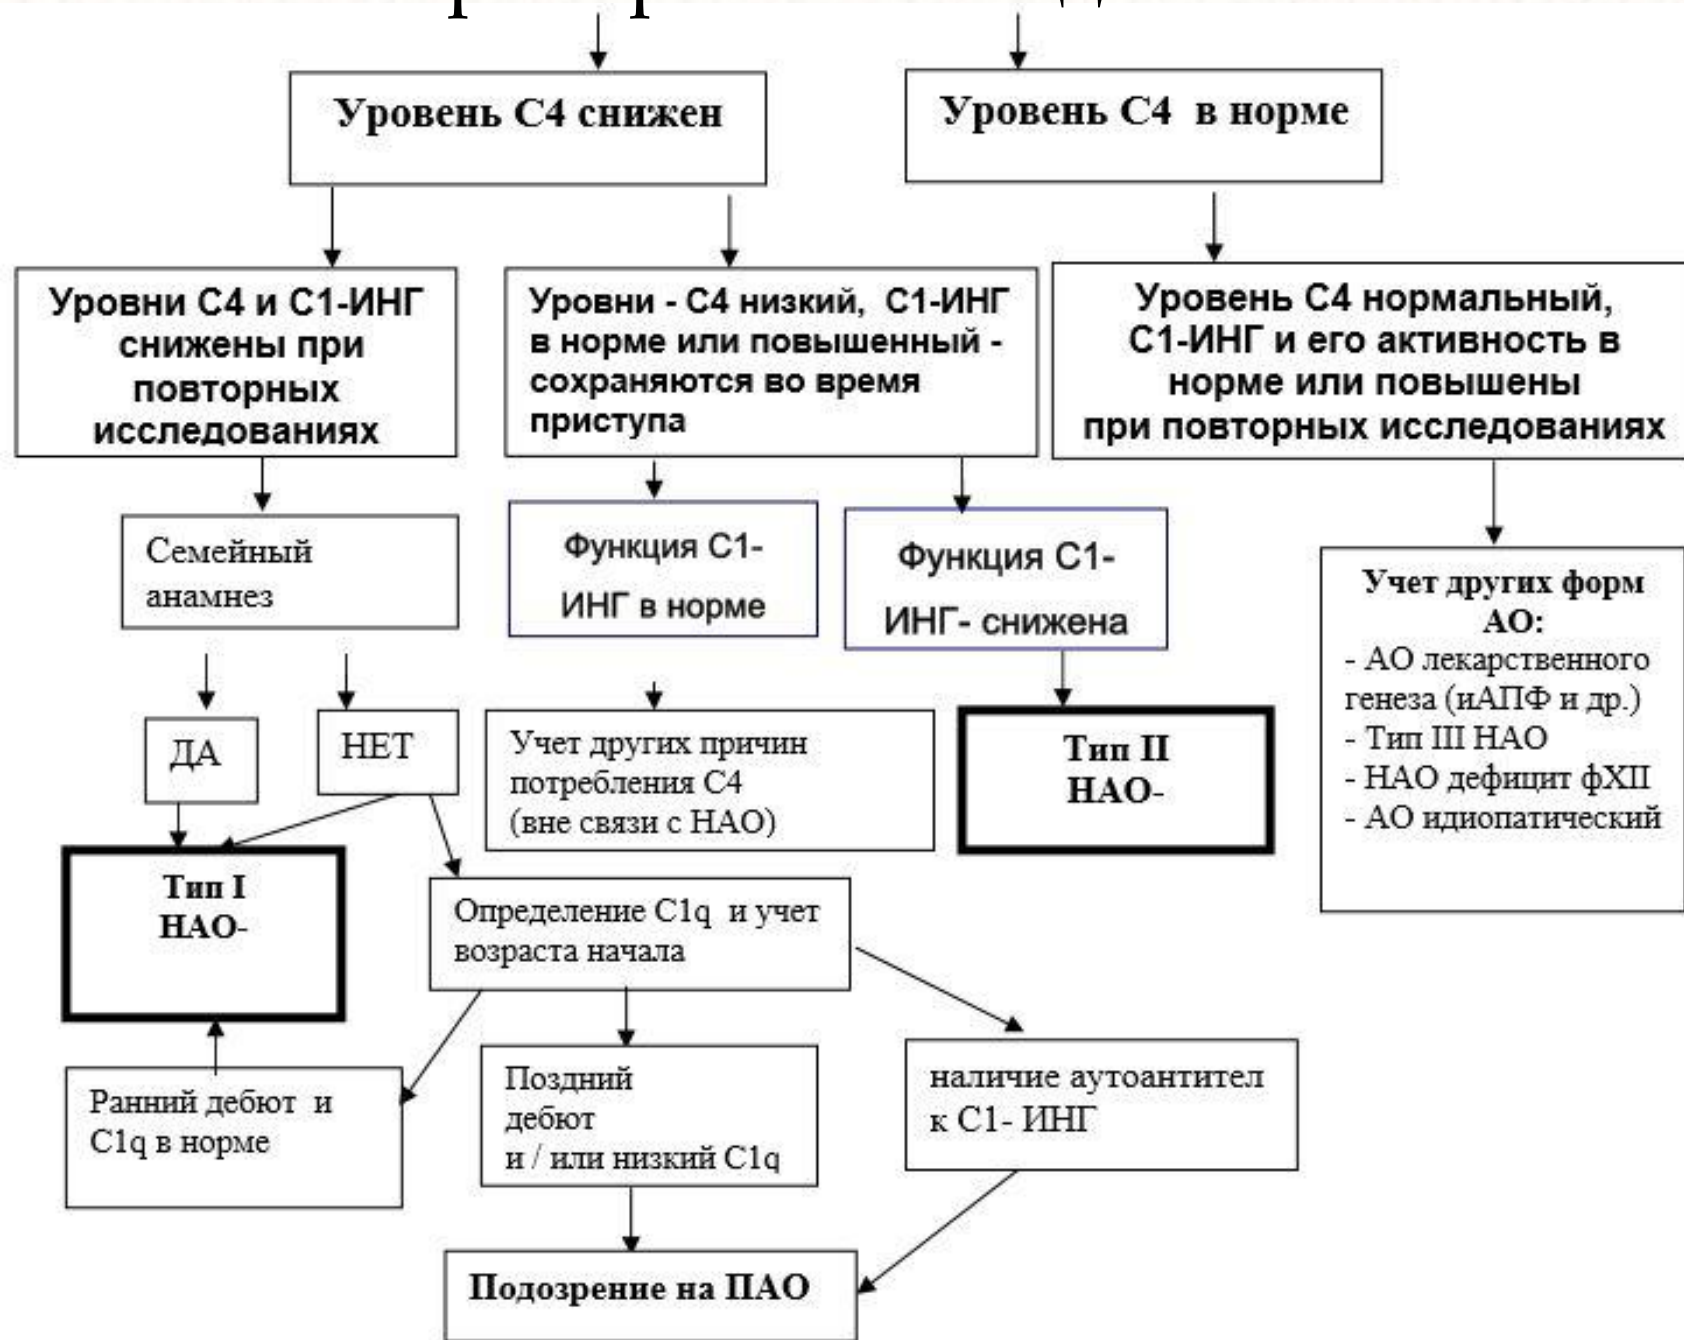 Уровень С4 снижен
Уровень С4 в норме
Уровни С4 и С1-ИНГ
снижены при
повторных
исследованиях
Уровни - С4 низкий, С1-ИНГ
в норме или повышенный -
сохраняются во время
приступа
Уровень С4 нормальный,
С1-ИНГ и его активность в
норме или повышены
при повторных исследованиях
Семейный
анамнез
Функция С1-
ИНГ в норме
Функция С1-
ИНГ- снижена
Учет других форм
АО:
- АО лекарственного
генеза (иАПФ и др.)
- Тип III НАО
- НАО дефицит фXII
- АО идиопатический
ДА
НЕТ
Учет других причин
потребления С4
(вне связи с НАО)
Тип II
НАО-
Тип I
НАО-
Определение C1q и учет
возраста начала
Ранний дебют и
C1q в норме
Поздний
дебют
и / или низкий C1q
наличие аутоантител
к С1- ИНГ
Подозрение на ПАО